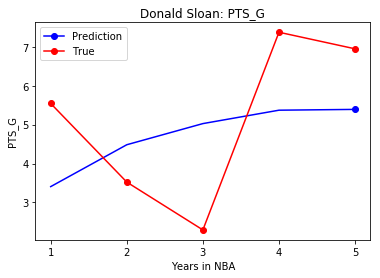 Donald Sloan: PTS_G
Prediction
True
PTS_G
7
6
5
4
3
1 2 3 4 5
Years in NBA